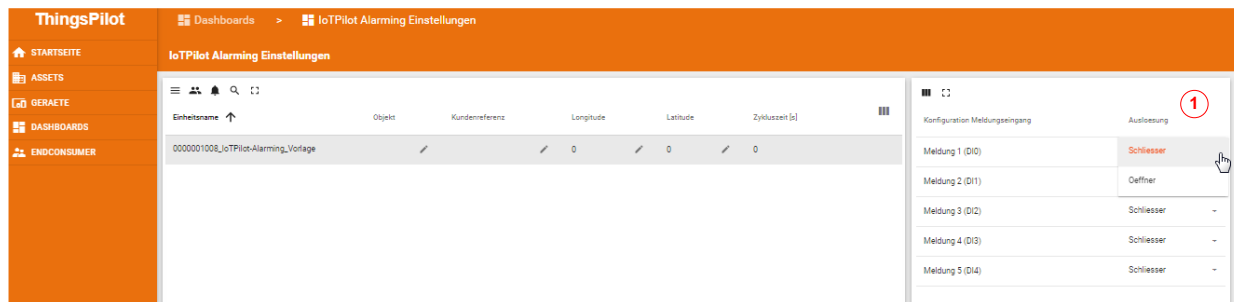 ThingsPilot
Dashboards > IoTPilot Alarming Einstellungen
STARTSEITE
IoTPilot Alarming Einstellungen
ASSETS
GERAETE
DASHBOARDS
ENDCONSUMER
Einheitsname Objekt Kundenreferenz Longitude Latitude Zykluszeit [s]
0000001008_IoTPilot-Alarming_Vorlage 0 0 0
1
Konfiguration Meldungseingang Ausloesung
Meldung 1 (DI0) Schliesser
Meldung 2 (DI1) Oeffner
Meldung 3 (DI2) Schliesser
Meldung 4 (DI3) Schliesser
Meldung 5 (DI4) Schliesser